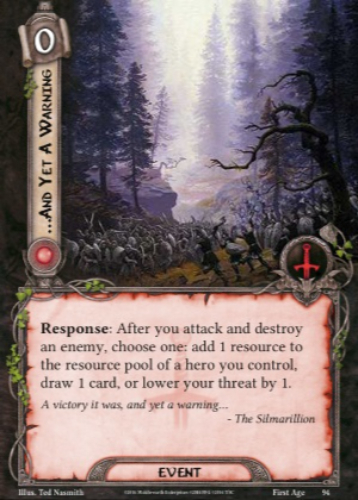 0
...And Yet A Warning
Response: After you attack and destroy
an enemy, choose one: add 1 resource to
the resource pool of a hero you control,
draw 1 card, or lower your threat by 1.
A victory it was, and yet a warning...
- The Silmarillion
EVENT
Illus. Ted Nasmith
First Age
94